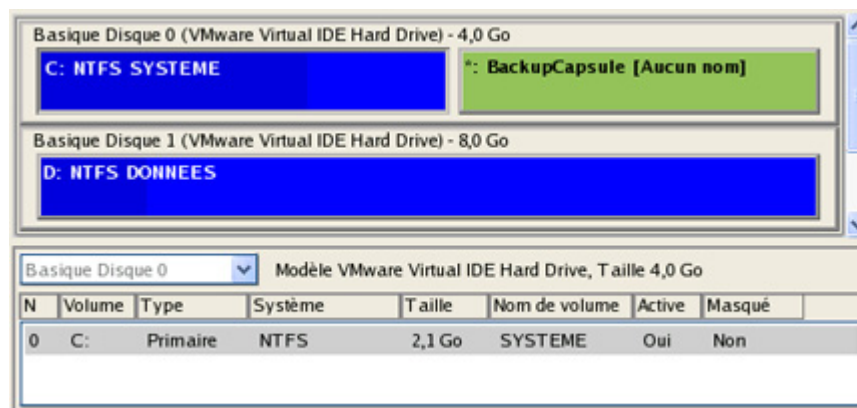 Basique Disque 0 (VMware Virtual IDE Hard Drive) - 4,0 Go
C: NTFS SYSTEME
*: BackupCapsule [Aucun nom]
Basique Disque 1 (VMware Virtual IDE Hard Drive) - 8,0 Go
D: NTFS DONNEES
Basique Disque 0 Modèle VMware Virtual IDE Hard Drive, Taille 4,0 Go
N Volume Type Système Taille Nom de volume Active Masqué
0 C: Primaire NTFS 2,1 Go SYSTEME Oui Non